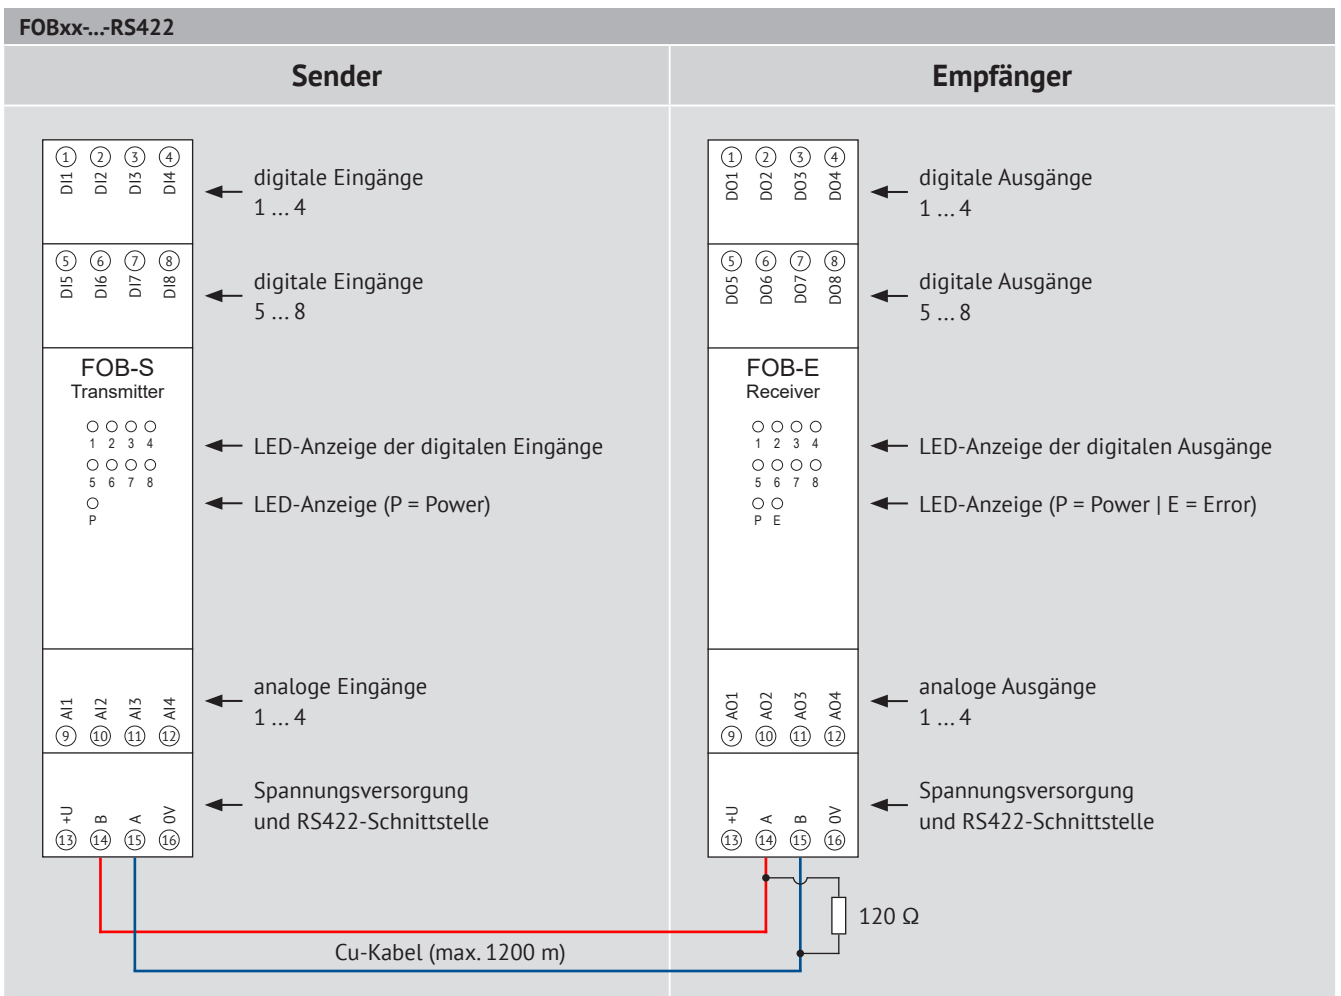 FOBxx-...-RS422
Sender
Empfänger
1 2 3 4
DI1 DI2 DI3 DI4
digitale Eingänge
1 ... 4
5 6 7 8
DI5 DI6 DI7 DI8
digitale Eingänge
5 ... 8
FOB-S
Transmitter
1 2 3 4
LED-Anzeige der digitalen Eingänge
5 6 7 8
LED-Anzeige (P = Power)
P
analoge Eingänge
1 ... 4
AI1 AI2 AI3 AI4
9 10 11 12
Spannungsversorgung
und RS422-Schnittstelle
+U B A 0V
13 14 15 16
1 2 3 4
DO1 DO2 DO3 DO4
digitale Ausgänge
1 ... 4
5 6 7 8
DO5 DO6 DO7 DO8
digitale Ausgänge
5 ... 8
FOB-E
Receiver
1 2 3 4
LED-Anzeige der digitalen Ausgänge
5 6 7 8
LED-Anzeige (P = Power | E = Error)
P E
analoge Ausgänge
1 ... 4
AO1 AO2 AO3 AO4
9 10 11 12
Spannungsversorgung
und RS422-Schnittstelle
+U A B 0V
13 14 15 16
120 Ω
Cu-Kabel (max. 1200 m)